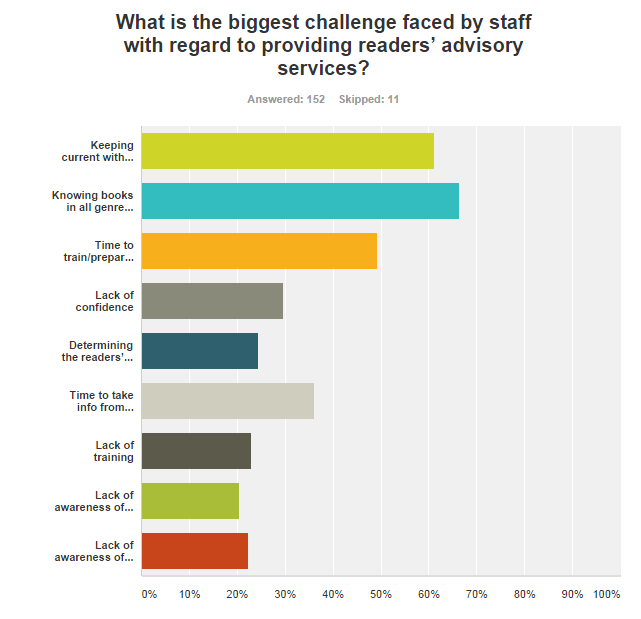 What is the biggest challenge faced by staff
with regard to providing readers’ advisory
services?
Answered: 152 Skipped: 11
Keeping
current with...
Knowing books
in all genre...
Time to
train/prepar...
Lack of
confidence
Determining
the readers’...
Time to take
info from...
Lack of
training
Lack of
awareness of...
Lack of
awareness of...
0% 10% 20% 30% 40% 50% 60% 70% 80% 90% 100%